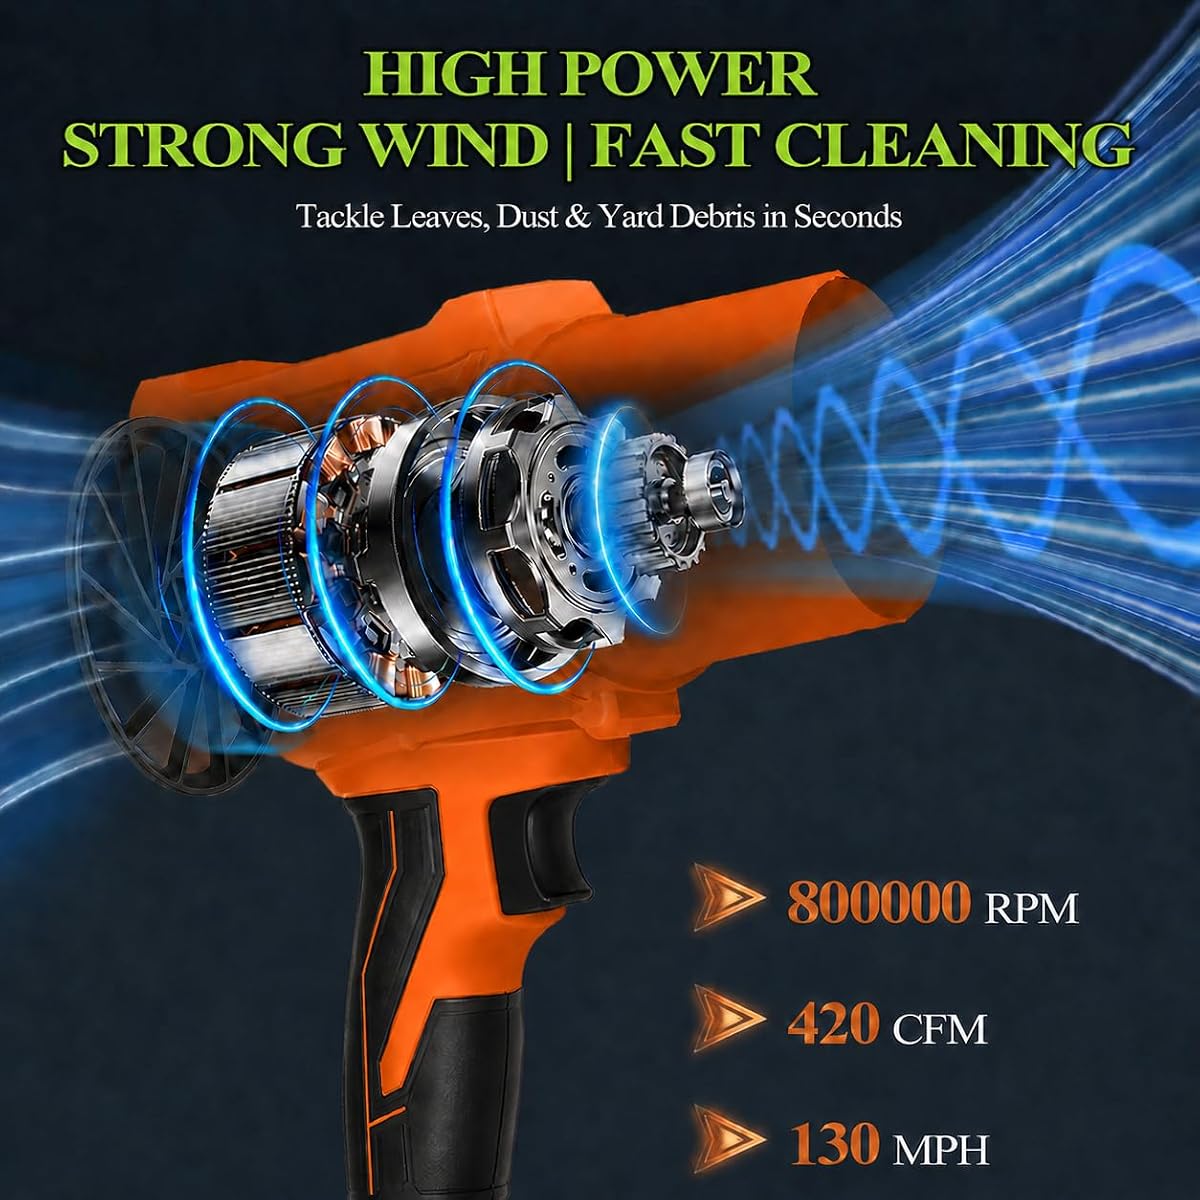 HIGH POWER
STRONG WIND | FAST CLEANING
Tackle Leaves, Dust & Yard Debris in Seconds
800000 RPM
420 CFM
130 MPH